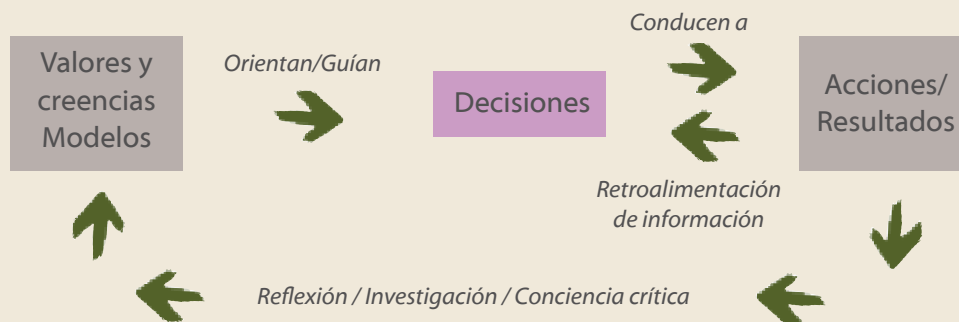 Conducen a
Valores y
creencias
Modelos
Orientan/Guían
Decisiones
Acciones/
Resultados
Retroalimentación
de información
Reflexión / Investigación / Conciencia crítica